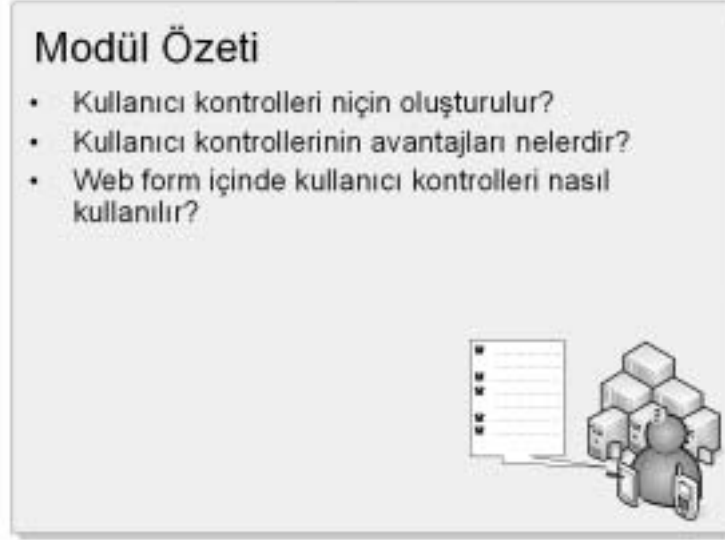 Modül Özeti
• Kullanıcı kontrolleri niçin oluşturulur?
• Kullanıcı kontrollerinin avantajları nelerdir?
• Web form içinde kullanıcı kontrolleri nasıl
kullanılır?